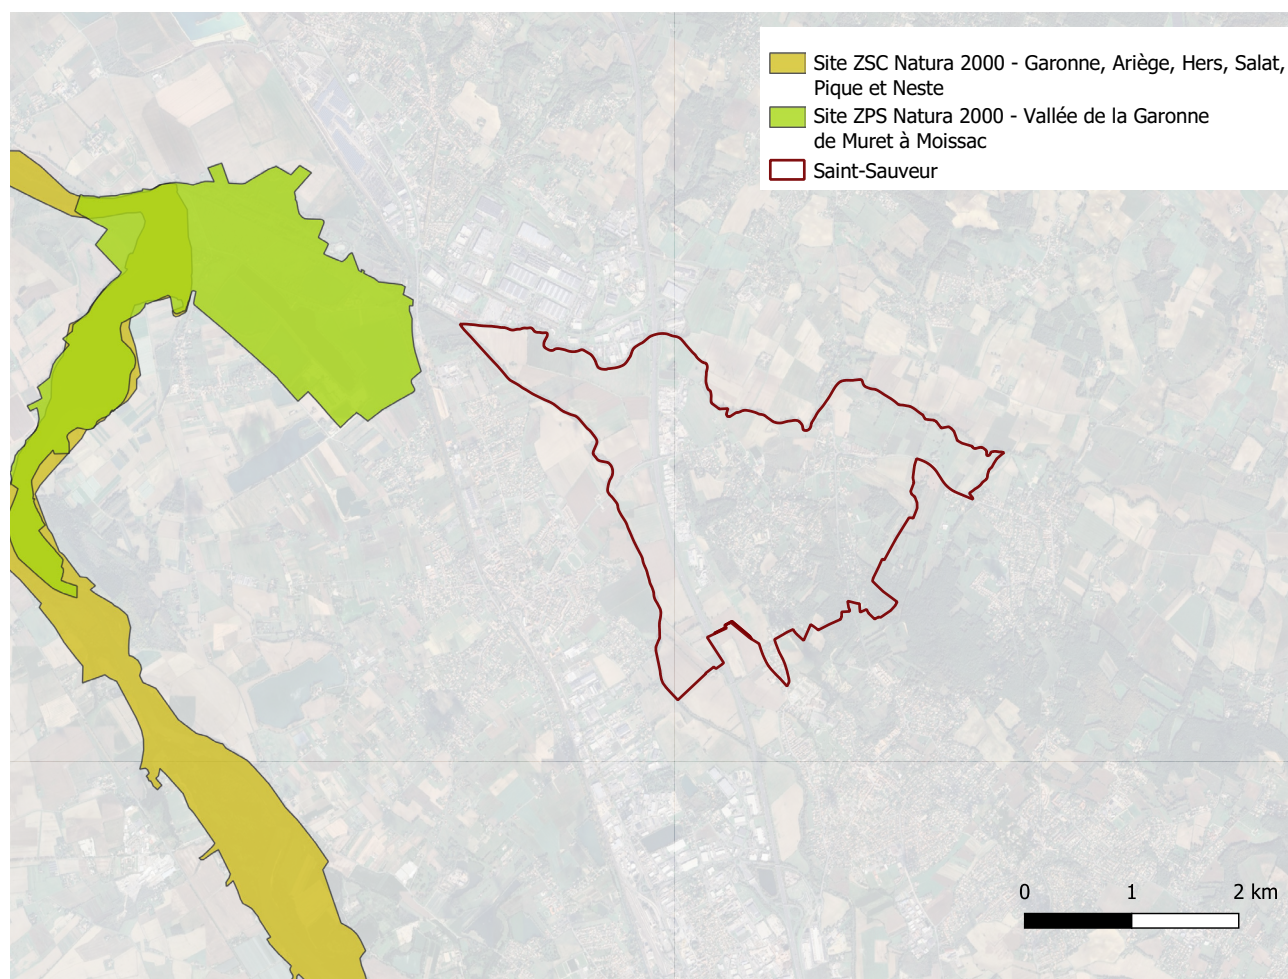 Site ZSC Natura 2000 - Garonne, Ariège, Hers, Salat,
Pique et Neste
Site ZPS Natura 2000 - Vallée de la Garonne
de Muret à Moissac
Saint-Sauveur
0 1 2 km